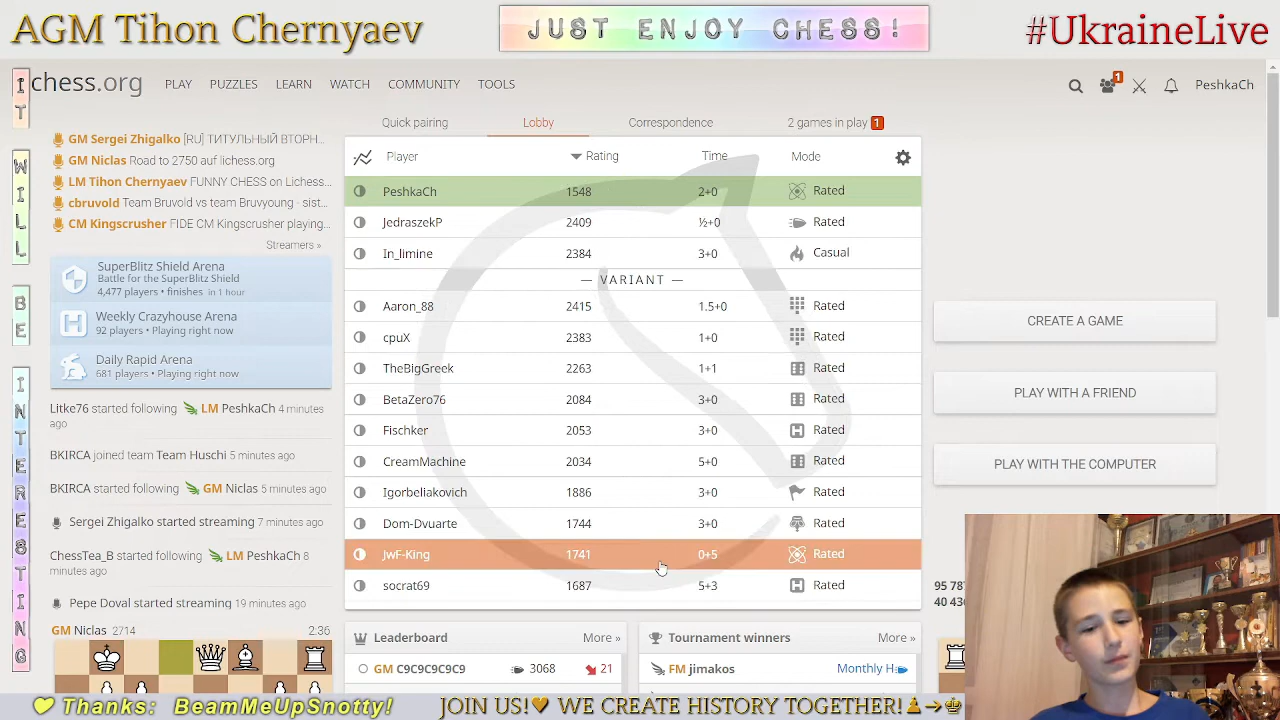 AGM Tihon Chernyaev
JUST ENJOY CHESS!
#UkraineLive
IT WILL BE INTERESTING
chess.org
PLAY PUZZLES LEARN WATCH COMMUNITY TOOLS
1
PeshkaCh
GM Sergei Zhigalko [RU] ТИТУЛЬНЫЙ ВТОРН...
GM Niclas Road to 2750 auf lichess.org
LM Tihon Chernyaev FUNNY CHESS on Lichess...
cbruvold Team Bruvold vs team Bruvyoung - sist...
CM Kingscrusher FIDE CM Kingscrusher playing...
Streamers »
SuperBlitz Shield Arena
Battle for the SuperBlitz Shield
4,477 players • finishes in 1 hour
Weekly Crazyhouse Arena
92 players • Playing right now
Daily Rapid Arena
players • Playing right now
Litke76 started following LM PeshkaCh 4 minutes
ago
BKIRCA joined team Team Huschi 5 minutes ago
BKIRCA started following GM Niclas 5 minutes ago
Sergei Zhigalko started streaming 7 minutes ago
ChessTea_B started following LM PeshkaCh 8
minutes ago
Pepe Doval started streaming 19 minutes ago
GM Niclas 2714 2:36
Quick pairing Lobby Correspondence 2 games in play 1
Player Rating Time Mode
PeshkaCh 1548 2+0 Rated
JedraszekP 2409 ½+0 Rated
In_limine 2384 3+0 Casual
— VARIANT —
Aaron_88 2415 1.5+0 Rated
cpuX 2383 1+0 Rated
TheBigGreek 2263 1+1 Rated
BetaZero76 2084 3+0 Rated
Fischker 2053 3+0 Rated
CreamMachine 2034 5+0 Rated
Igorbeliakovich 1886 3+0 Rated
Dom-Dvuarte 1744 3+0 Rated
JwF-King 1741 0+5 Rated
socrat69 1687 5+3 Rated
CREATE A GAME
PLAY WITH A FRIEND
PLAY WITH THE COMPUTER
95 787
40 430
Leaderboard More »
GM C9C9C9C9C9 3068 21
Tournament winners More »
FM jimakos Monthly H
Thanks: BeamMeUpSnotty!
JOIN US! WE CREATE HISTORY TOGETHER!